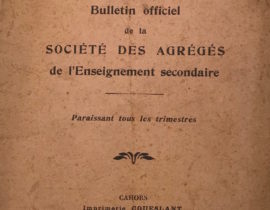 Bulletin officiel
de la
SOCIÉTÉ DES AGRÉGÉS
de l'Enseignement secondaire
Paraissant tous les trimestres
CAHORS
Imprimerie COUESLANT